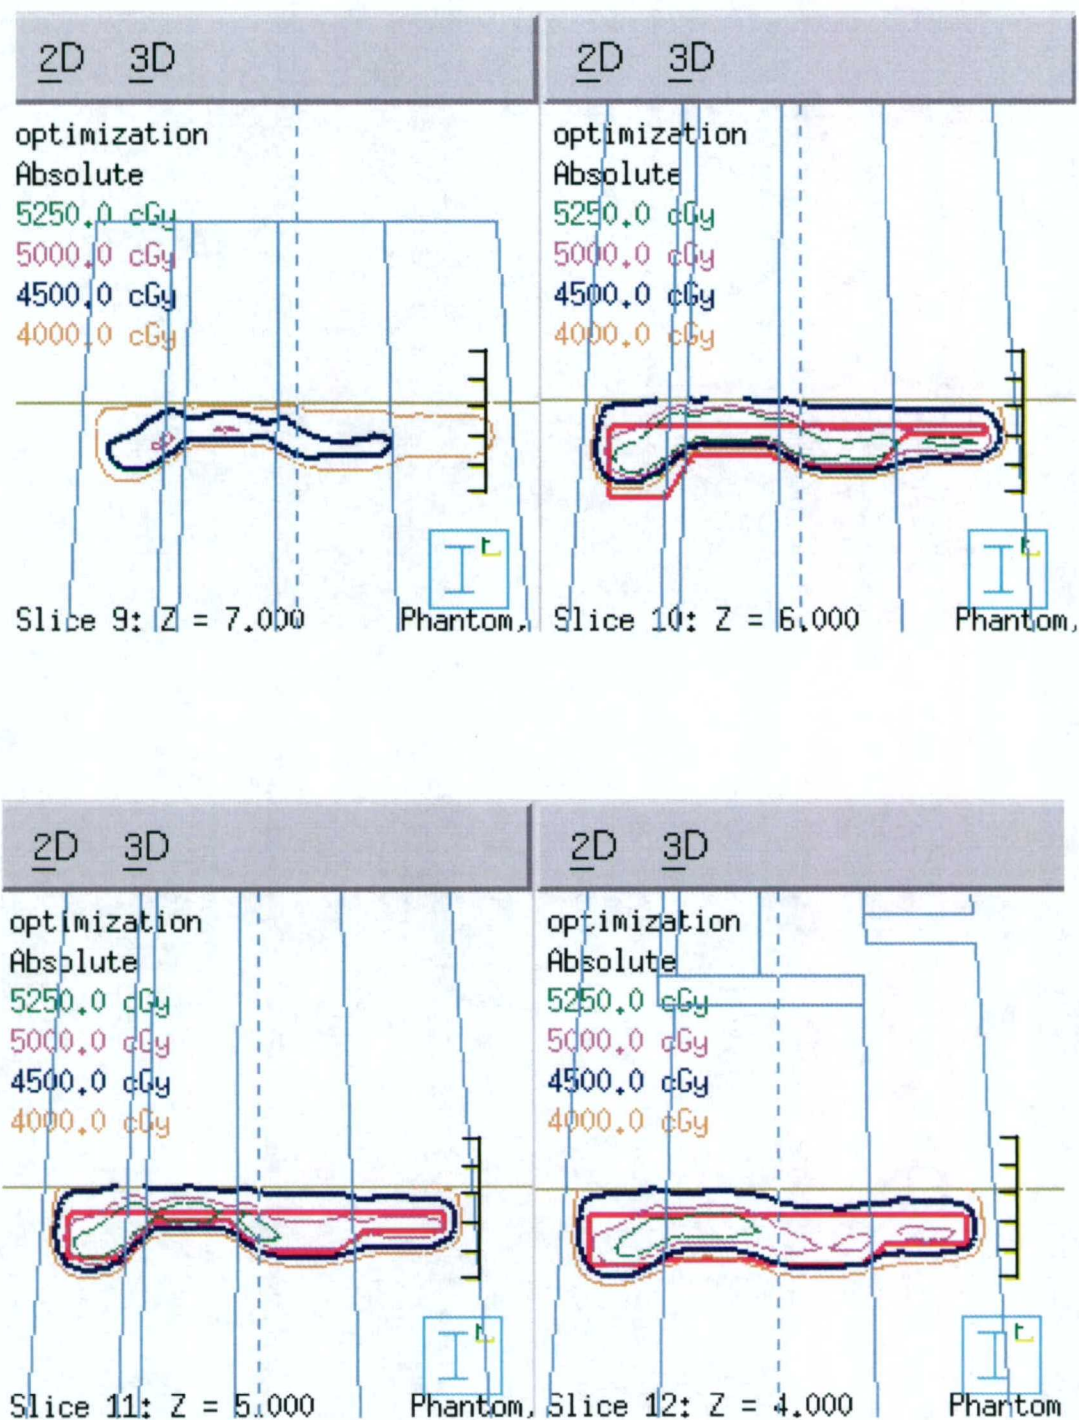 2D 3D
optimization
Absolute
5250.0 cGy
5000.0 cGy
4500.0 cGy
4000.0 cGy
Slice 9: Z = 7.000 Phantom,
2D 3D
optimization
Absolute
5250.0 cGy
5000.0 cGy
4500.0 cGy
4000.0 cGy
Slice 10: Z = 6.000 Phantom,
2D 3D
optimization
Absolute
5250.0 cGy
5000.0 cGy
4500.0 cGy
4000.0 cGy
Slice 11: Z = 5.000 Phantom,
2D 3D
optimization
Absolute
5250.0 cGy
5000.0 cGy
4500.0 cGy
4000.0 cGy
Slice 12: Z = 4.000 Phantom